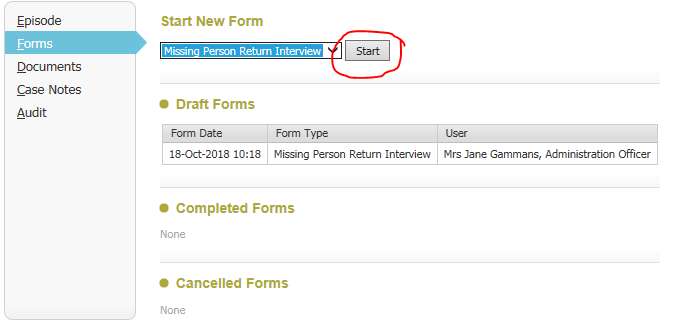 Episode
Forms
Documents
Case Notes
Audit
Start New Form
Missing Person Return Interview Start
Draft Forms
Form Date Form Type User
18-Oct-2018 10:18 Missing Person Return Interview Mrs Jane Gammans, Administration Officer
Completed Forms
None
Cancelled Forms
None